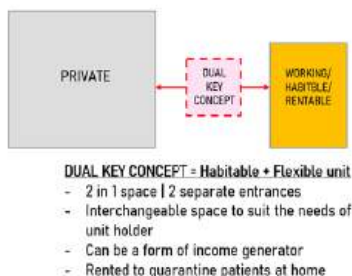 PRIVATE
DUAL
KEY
CONCEPT
WORKING/
HABITBLE/
RENTABLE
DUAL KEY CONCEPT = Habitable + Flexible unit
- 2 in 1 space | 2 separate entrances
- Interchangeable space to suit the needs of
unit holder
- Can be a form of income generator
- Rented to quarantine patients at home